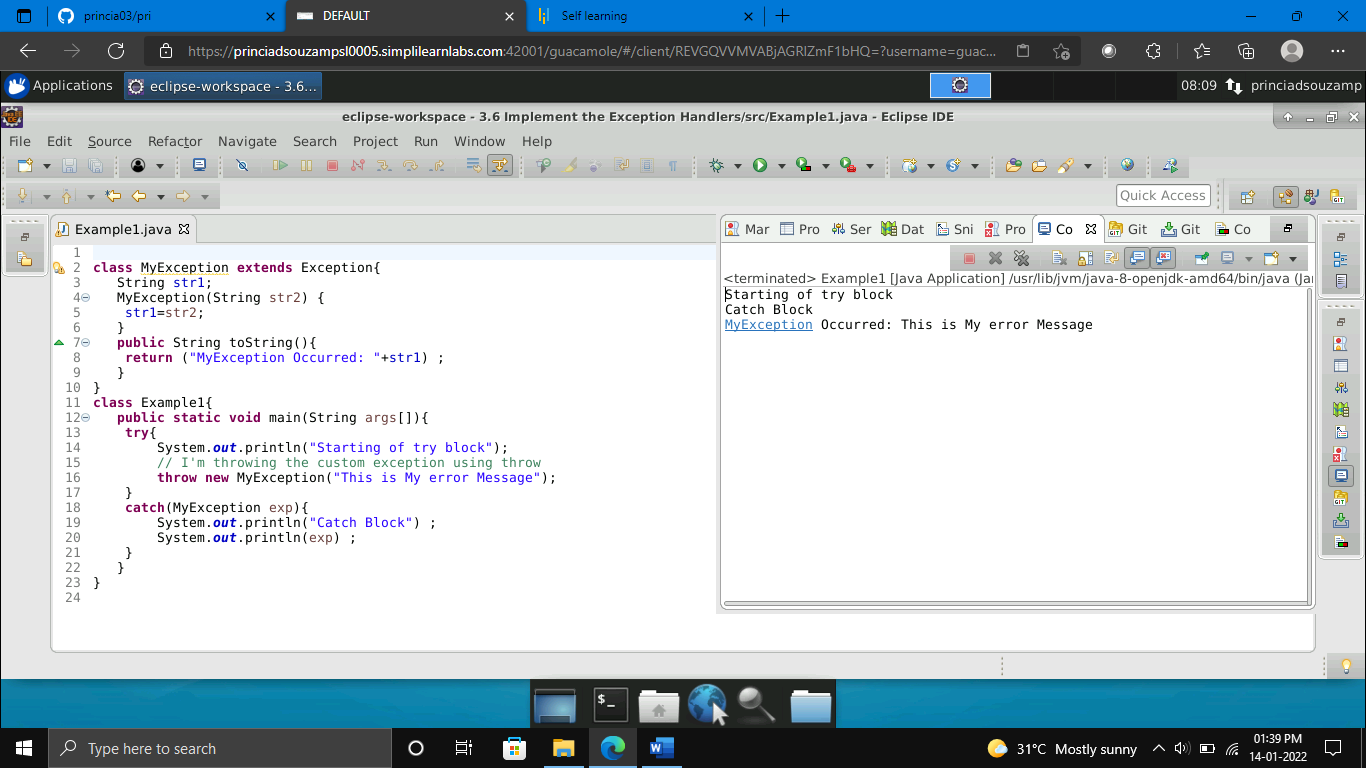 princia03/pri
DEFAULT
Self learning
https://princiadsouzampsl0005.simplilearnlabs.com:42001/guacamole/#/client/REVGQVVMVABjAGRlZmF1bHQ=?username=guac...
Applications
eclipse-workspace - 3.6...
08:09
princiadsouzamp
eclipse-workspace - 3.6 Implement the Exception Handlers/src/Example1.java - Eclipse IDE
File Edit Source Refactor Navigate Search Project Run Window Help
Quick Access
Example1.java
Mar Pro Ser Dat Sni Pro Co Git Git Co
1
2 class MyException extends Exception{
3 String str1;
4 MyException(String str2) {
5 str1=str2;
6 }
7 public String toString(){
8 return ("MyException Occurred: "+str1) ;
9 }
10 }
11 class Example1{
12 public static void main(String args[]){
13 try{
14 System.out.println("Starting of try block");
15 // I'm throwing the custom exception using throw
16 throw new MyException("This is My error Message");
17 }
18 catch(MyException exp){
19 System.out.println("Catch Block") ;
20 System.out.println(exp) ;
21 }
22 }
23 }
24
<terminated> Example1 [Java Application] /usr/lib/jvm/java-8-openjdk-amd64/bin/java (Jan
Starting of try block
Catch Block
MyException Occurred: This is My error Message
Type here to search
31°C Mostly sunny
01:39 PM
14-01-2022